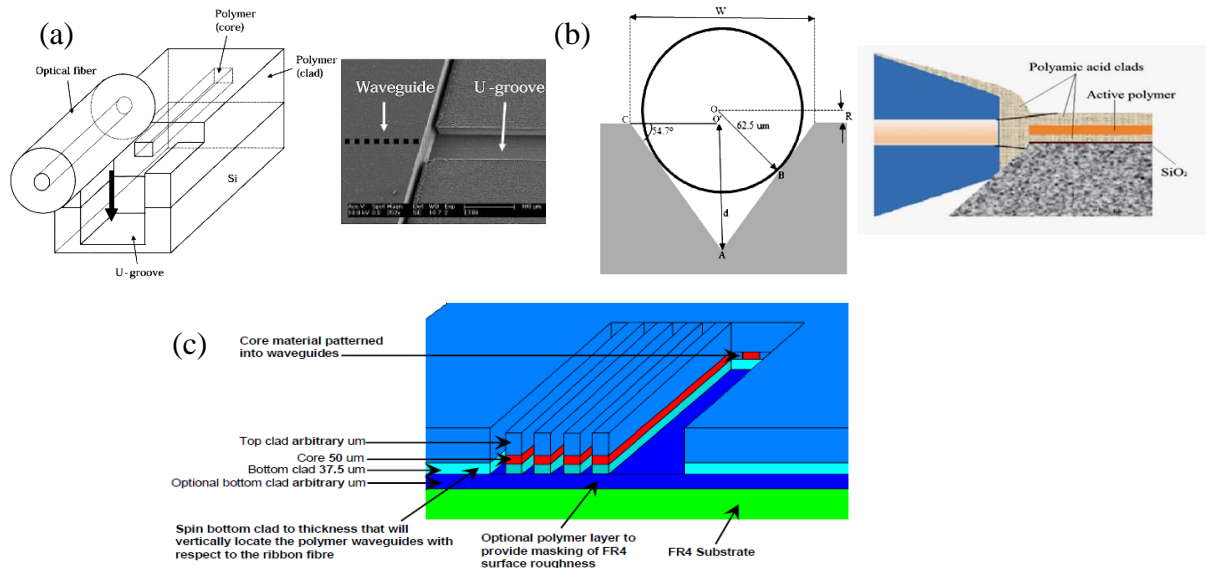 (a)
Polymer
(core)
Optical fiber
Polymer
(clad)
Si
U-groove
Waveguide
U-groove
(b)
W
O
O'
C
54.7°
62.5 um
R
B
d
A
Polyamic acid clads
Active polymer
SiO₂
(c)
Core material patterned
into waveguides
Top clad arbitrary um
Core 50 um
Bottom clad 37.5 um
Optional bottom clad arbitrary um
Spin bottom clad to thickness that will
vertically locate the polymer waveguides with
respect to the ribbon fibre
Optional polymer layer to
provide masking of FR4
surface roughness
FR4 Substrate